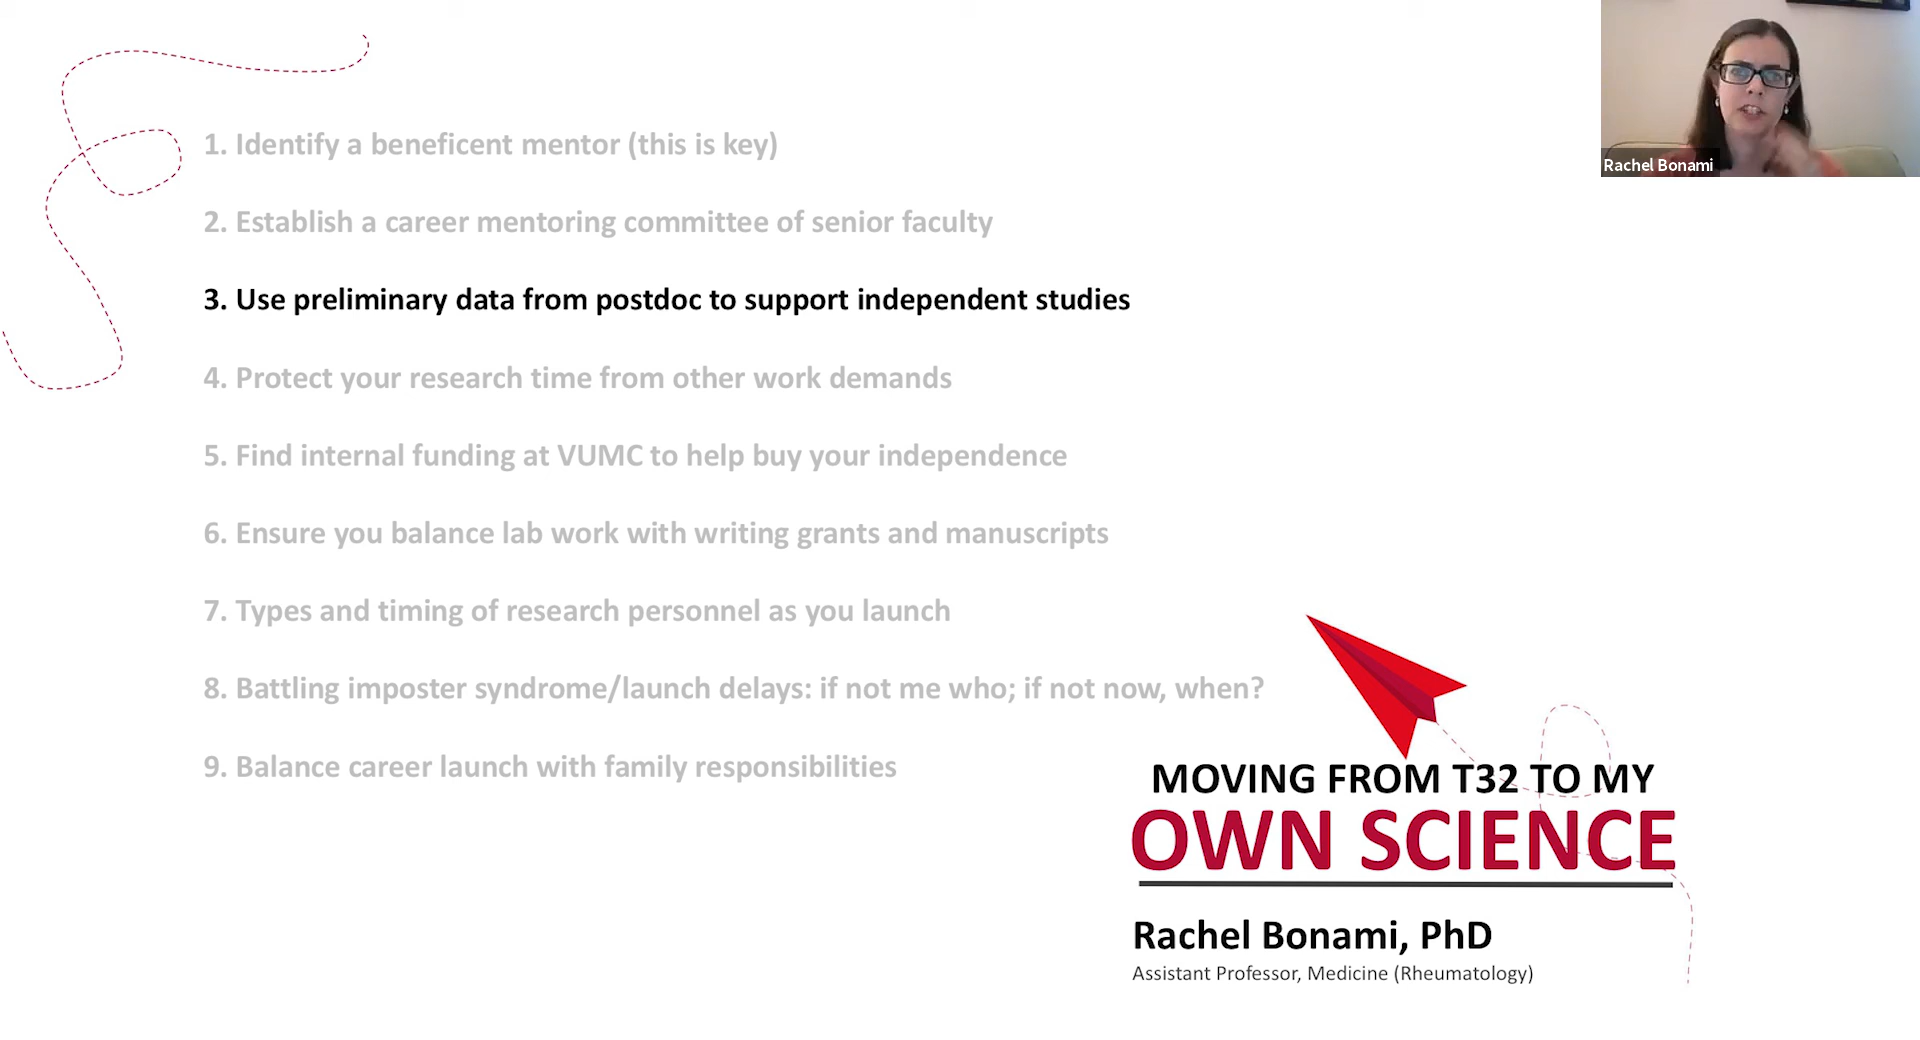 1. Identify a beneficent mentor (this is key)
2. Establish a career mentoring committee of senior faculty
3. Use preliminary data from postdoc to support independent studies
4. Protect your research time from other work demands
5. Find internal funding at VUMC to help buy your independence
6. Ensure you balance lab work with writing grants and manuscripts
7. Types and timing of research personnel as you launch
8. Battling imposter syndrome/launch delays: if not me who; if not now, when?
9. Balance career launch with family responsibilities
Rachel Bonami
MOVING FROM T32 TO MY
OWN SCIENCE
Rachel Bonami, PhD
Assistant Professor, Medicine (Rheumatology)